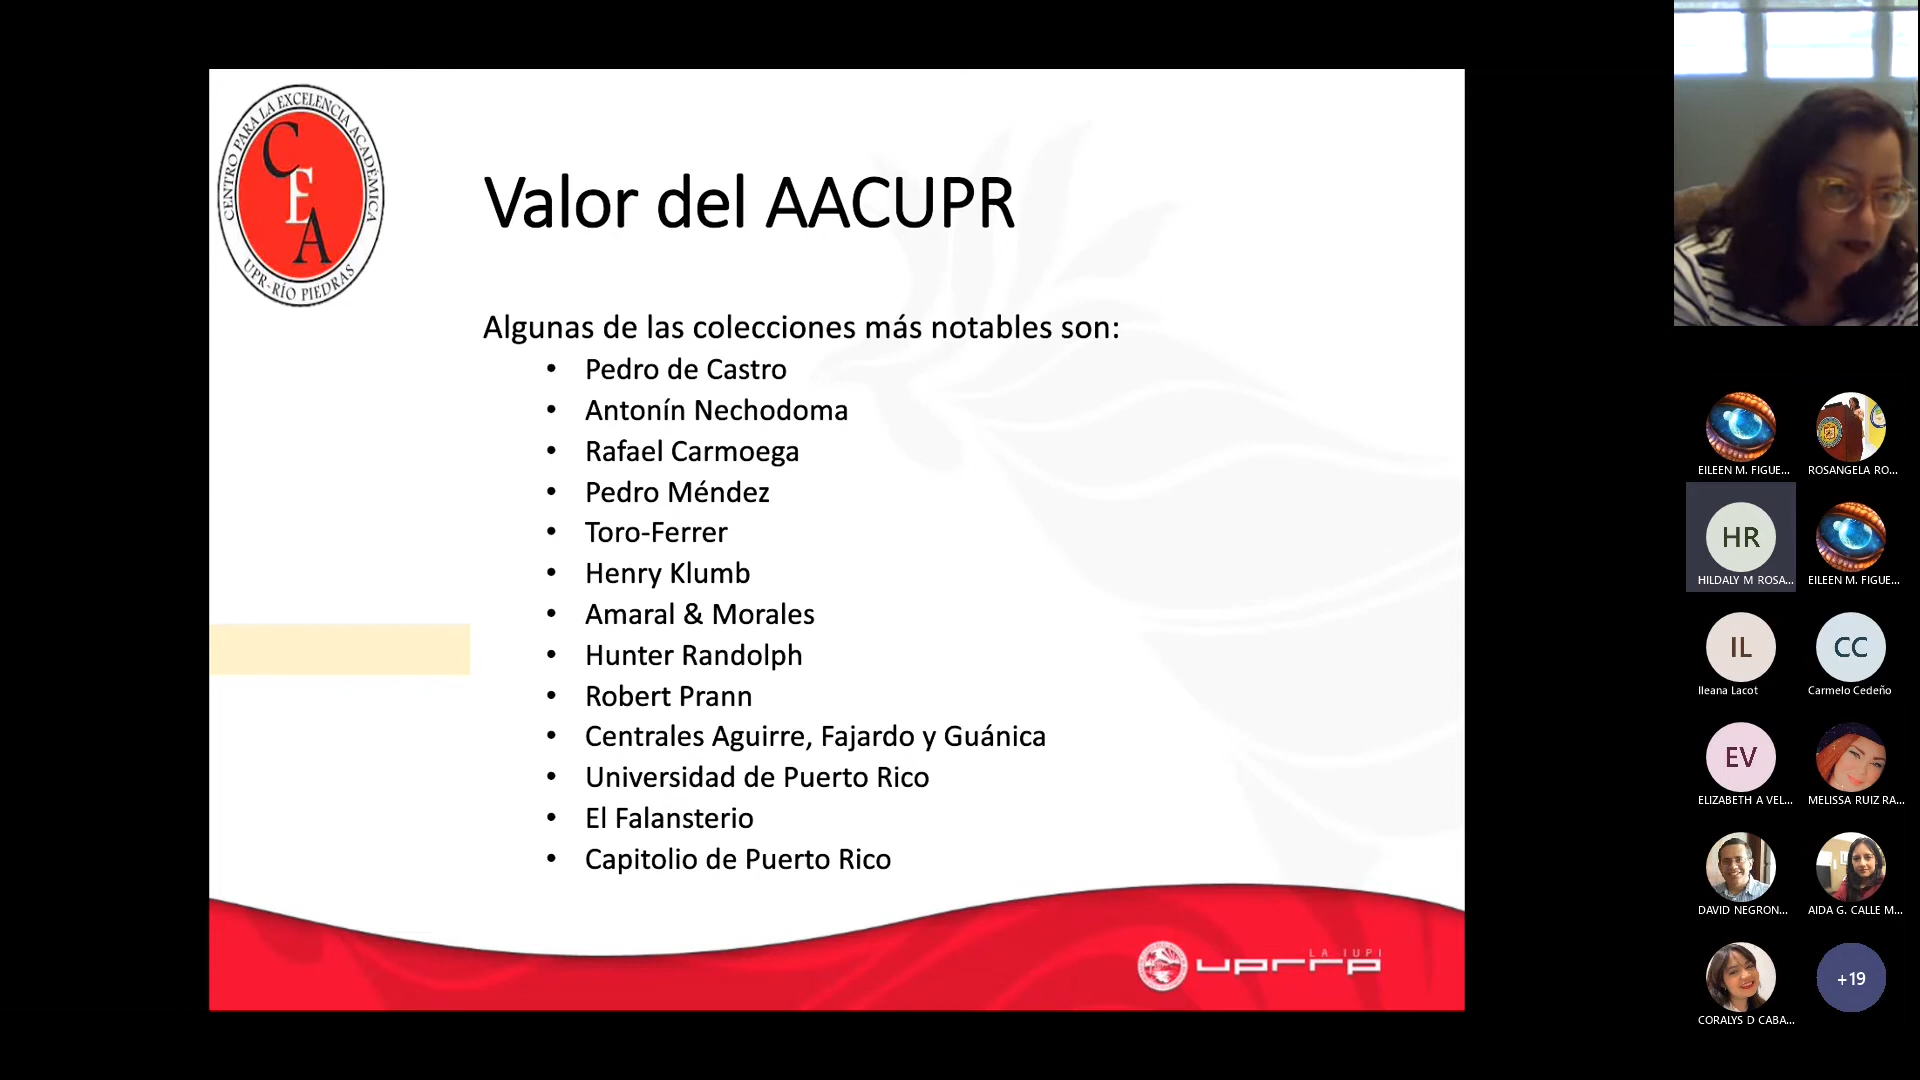 CENTRO PARA LA EXCELENCIA ACADÉMICA
CEA
UPR-RÍO PIEDRAS
Valor del AACUPR
Algunas de las colecciones más notables son:
• Pedro de Castro
• Antonín Nechodoma
• Rafael Carmoega
• Pedro Méndez
• Toro-Ferrer
• Henry Klumb
• Amaral & Morales
• Hunter Randolph
• Robert Prann
• Centrales Aguirre, Fajardo y Guánica
• Universidad de Puerto Rico
• El Falansterio
• Capitolio de Puerto Rico
LA IUPI
uprrp
EILEEN M. FIGUE...
ROSANGELA RO...
HR
HILDALY M ROSA...
EILEEN M. FIGUE...
IL
Ileana Lacot
CC
Carmelo Cedeño
EV
ELIZABETH A VEL...
MELISSA RUIZ RA...
DAVID NEGRON...
AIDA G. CALLE M...
CORALYS D CABA...
+19